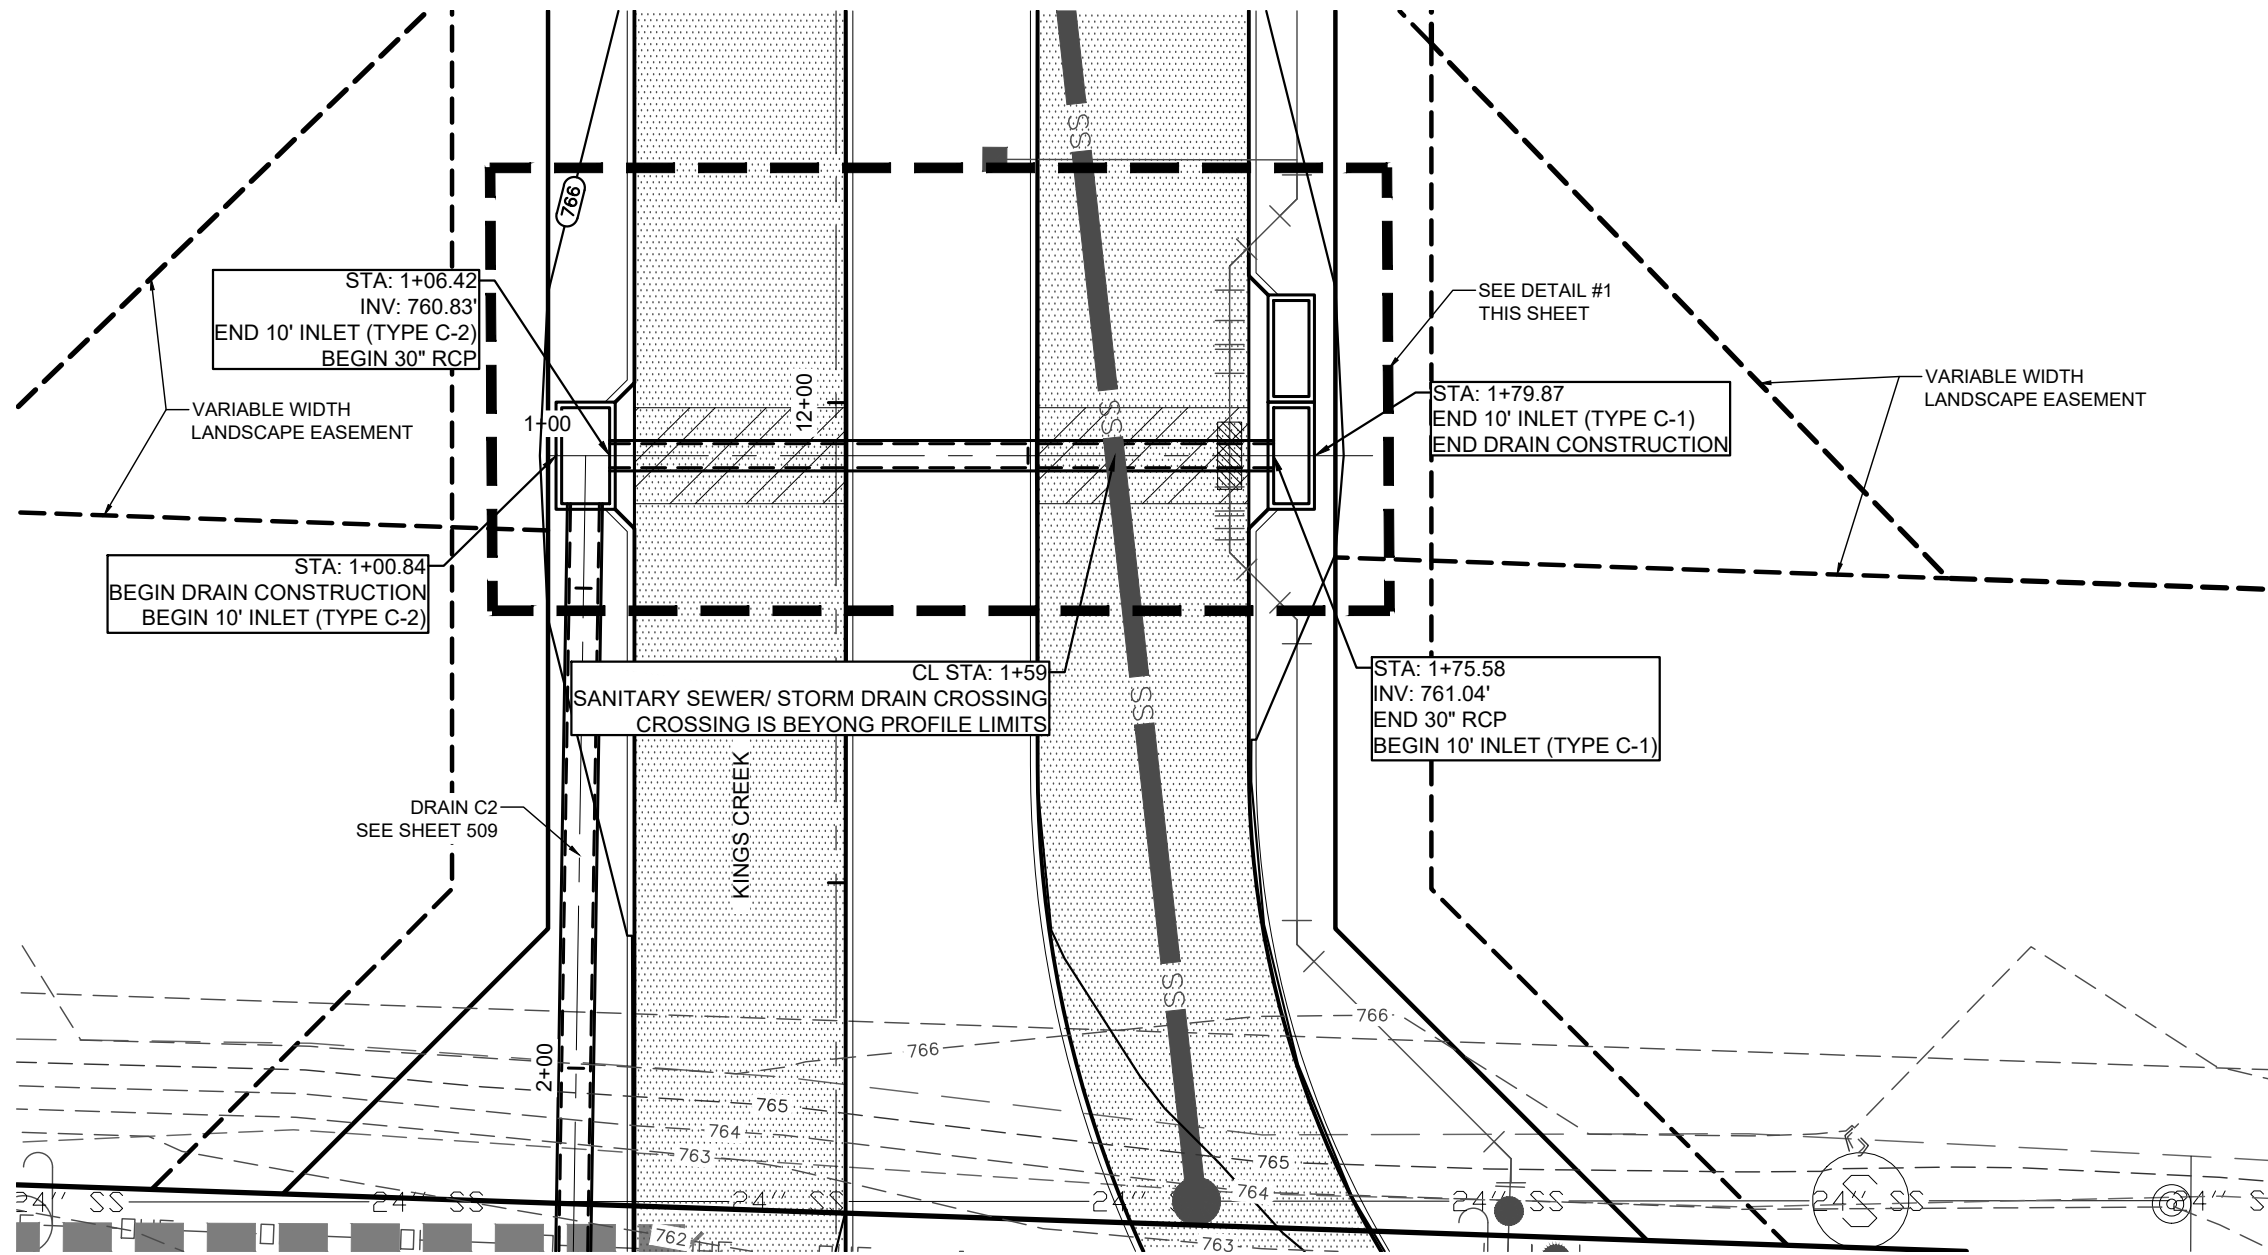 SS
766
STA: 1+06.42
INV: 760.83'
END 10' INLET (TYPE C-2)
BEGIN 30" RCP
SEE DETAIL #1
THIS SHEET
VARIABLE WIDTH
LANDSCAPE EASEMENT
12+00
1+00
SS
STA: 1+79.87
END 10' INLET (TYPE C-1)
END DRAIN CONSTRUCTION
VARIABLE WIDTH
LANDSCAPE EASEMENT
STA: 1+00.84
BEGIN DRAIN CONSTRUCTION
BEGIN 10' INLET (TYPE C-2)
CL STA: 1+59
SANITARY SEWER/ STORM DRAIN CROSSING
CROSSING IS BEYONG PROFILE LIMITS
SS
STA: 1+75.58
INV: 761.04'
END 30" RCP
BEGIN 10' INLET (TYPE C-1)
DRAIN C2
SEE SHEET 509
KINGS CREEK
SS
2+00
766
766
765
764
763
765
764
24" SS
24" SS
24" SS
24"
24" SS
24" SS
S
24" S
762
763